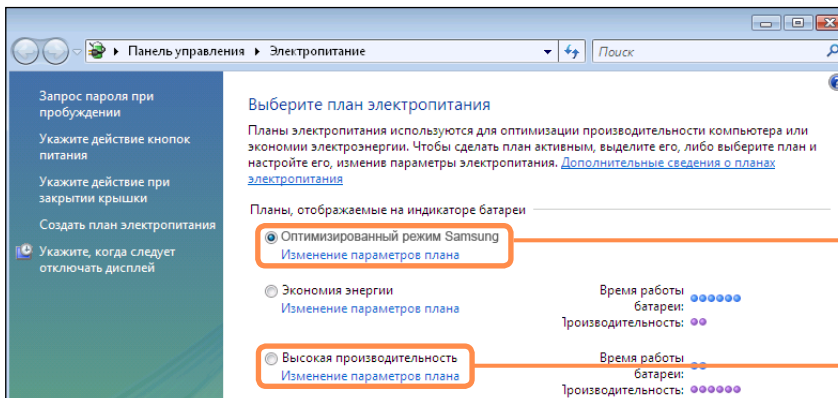 Панель управления ▸ Электропитание
Поиск
Запрос пароля при
пробуждении
Укажите действие кнопок
питания
Укажите действие при
закрытии крышки
Создать план электропитания
Укажите, когда следует
отключать дисплей
Выберите план электропитания
Планы электропитания используются для оптимизации производительности компьютера или
экономии электроэнергии. Чтобы сделать план активным, выделите его, либо выберите план и
настройте его, изменив параметры электропитания. Дополнительные сведения о планах
электропитания
Планы, отображаемые на индикаторе батареи
Оптимизированный режим Samsung
Изменение параметров плана
Экономия энергии
Изменение параметров плана
Время работы
батареи:
Производительность:
Высокая производительность
Изменение параметров плана
Время работы
батареи:
Производительность: